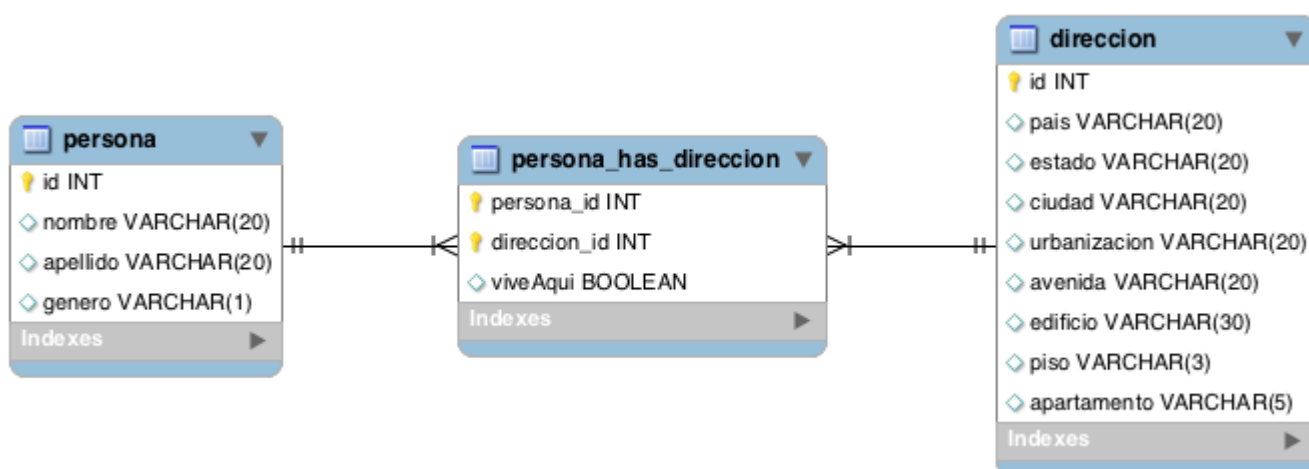 persona
id INT
nombre VARCHAR(20)
apellido VARCHAR(20)
genero VARCHAR(1)
Indexes
persona_has_direccion
persona_id INT
direccion_id INT
viveAqui BOOLEAN
Indexes
direccion
id INT
pais VARCHAR(20)
estado VARCHAR(20)
ciudad VARCHAR(20)
urbanizacion VARCHAR(20)
avenida VARCHAR(20)
edificio VARCHAR(30)
piso VARCHAR(3)
apartamento VARCHAR(5)
Indexes